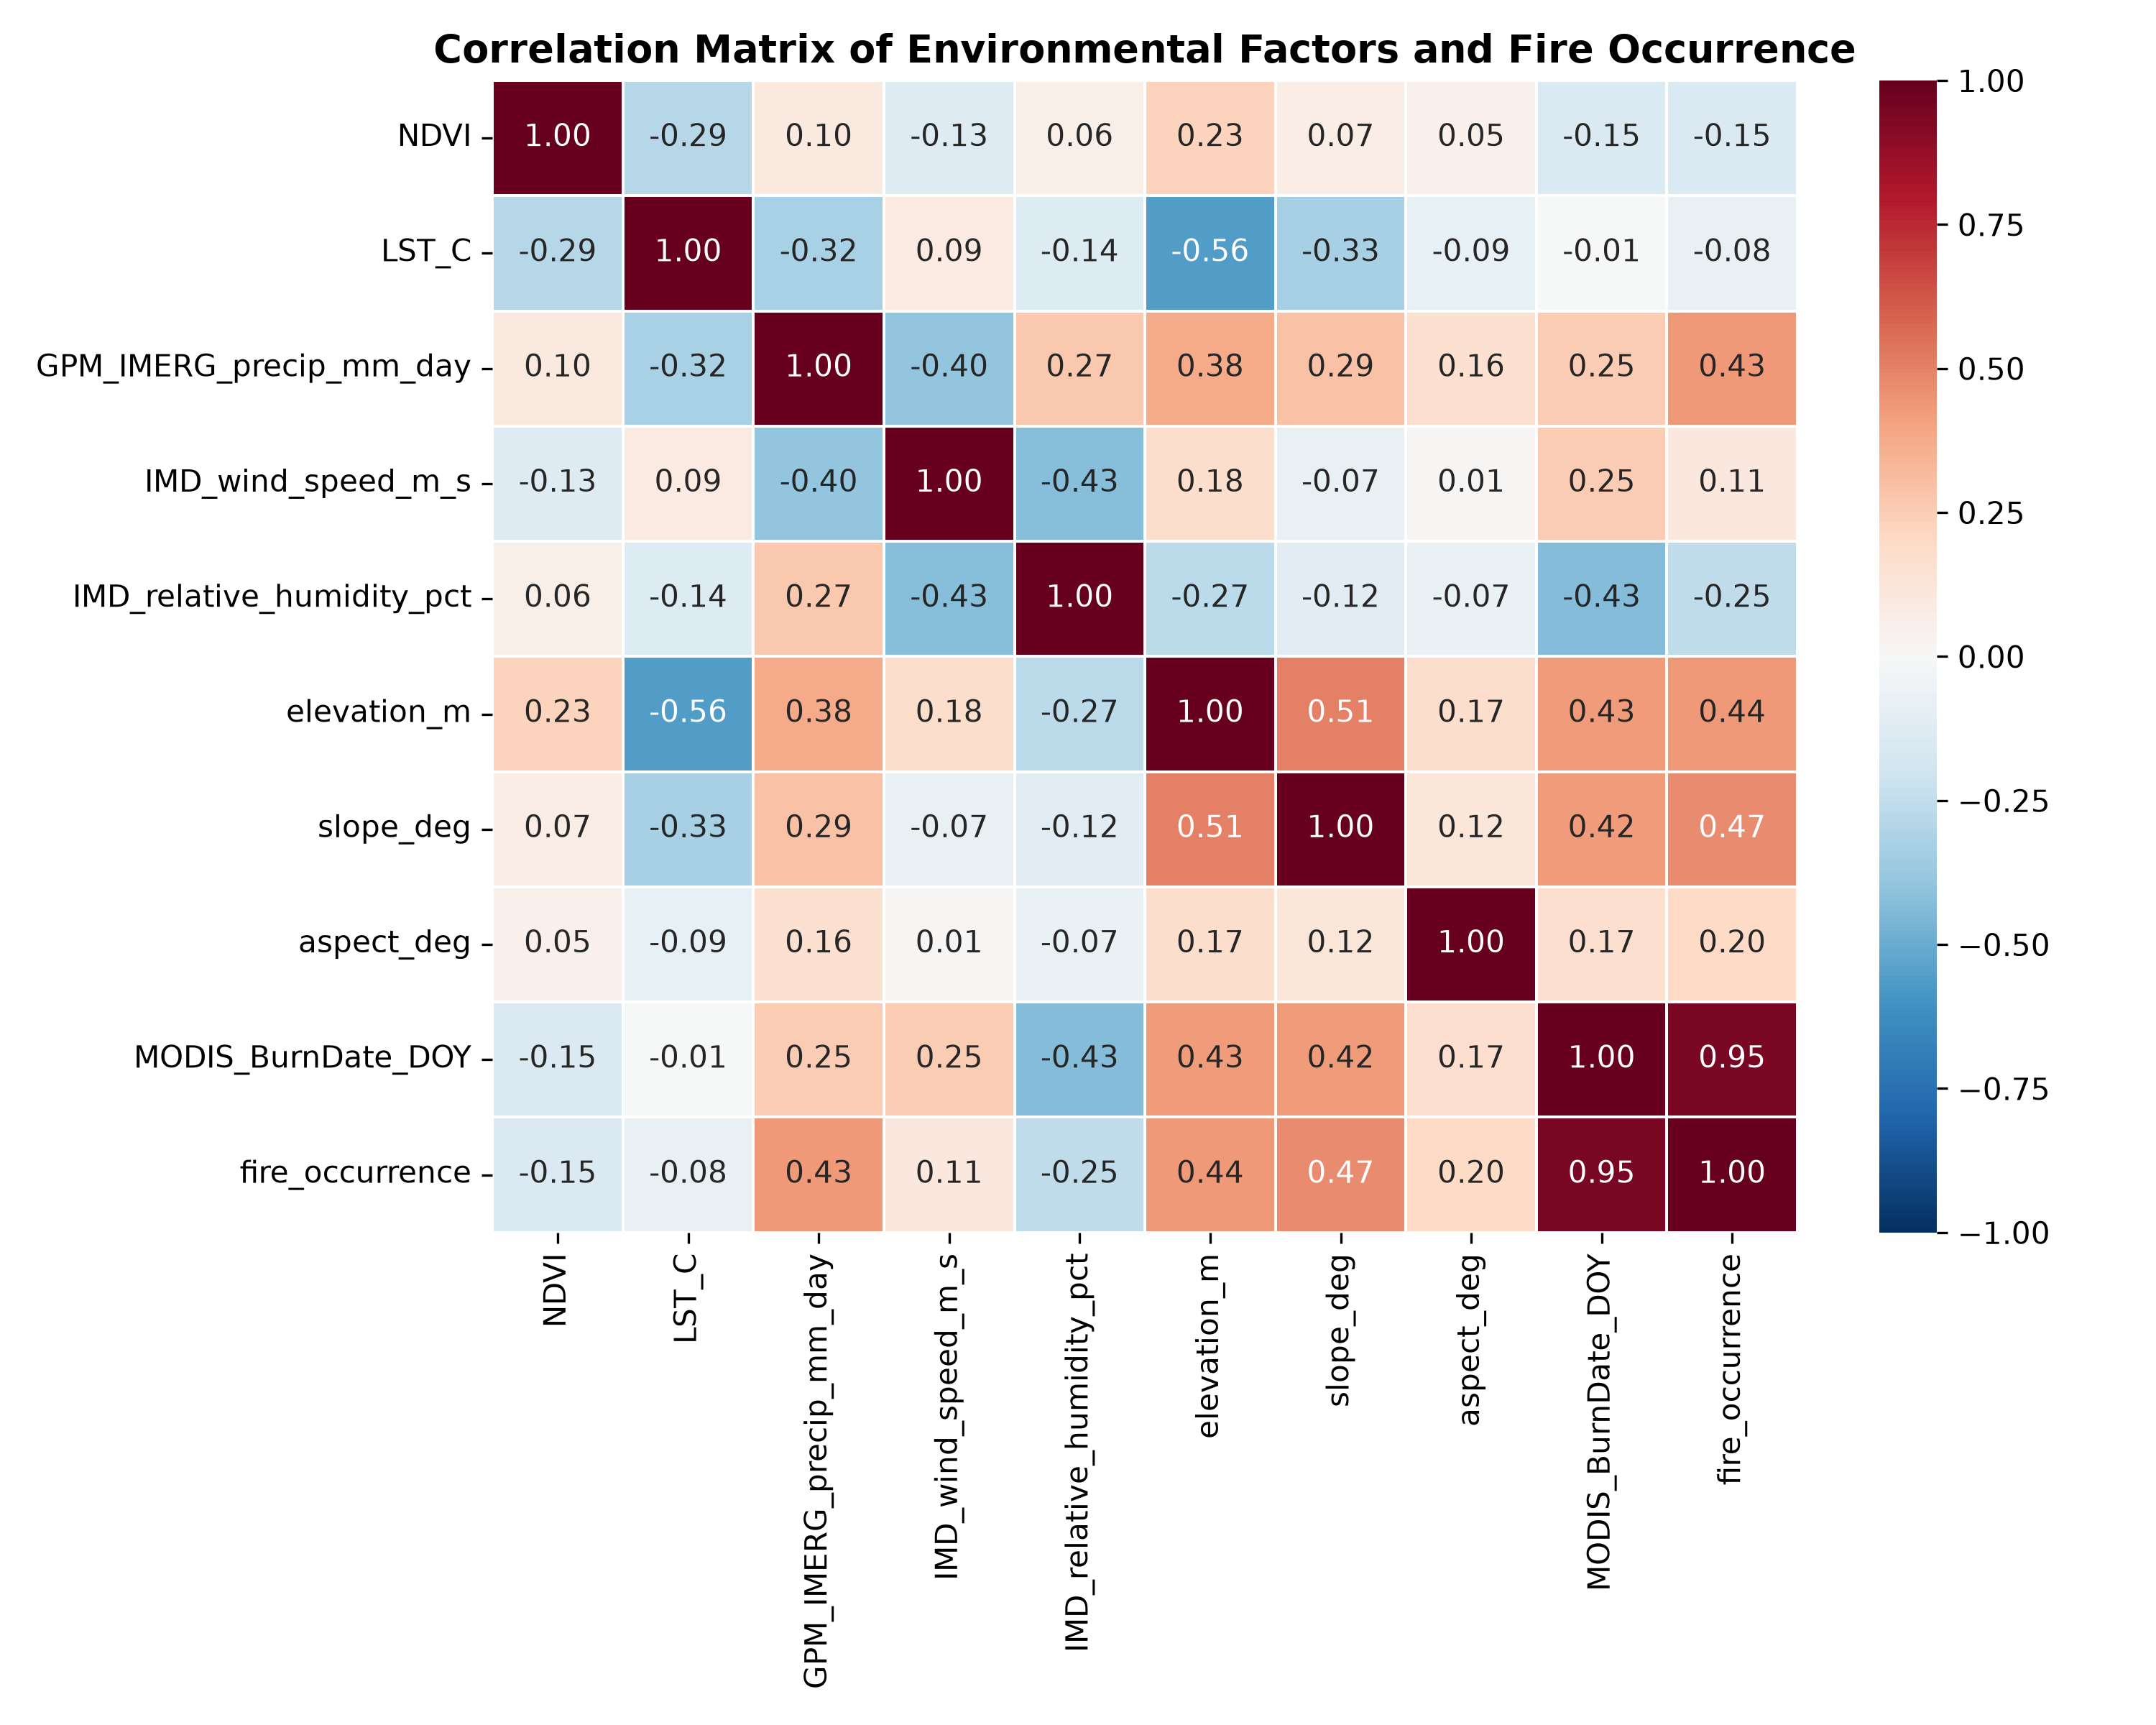 Correlation Matrix of Environmental Factors and Fire Occurrence
NDVI 1.00 -0.29 0.10 -0.13 0.06 0.23 0.07 0.05 -0.15 -0.15
LST_C -0.29 1.00 -0.32 0.09 -0.14 -0.56 -0.33 -0.09 -0.01 -0.08
GPM_IMERG_precip_mm_day 0.10 -0.32 1.00 -0.40 0.27 0.38 0.29 0.16 0.25 0.43
IMD_wind_speed_m_s -0.13 0.09 -0.40 1.00 -0.43 0.18 -0.07 0.01 0.25 0.11
IMD_relative_humidity_pct 0.06 -0.14 0.27 -0.43 1.00 -0.27 -0.12 -0.07 -0.43 -0.25
elevation_m 0.23 -0.56 0.38 0.18 -0.27 1.00 0.51 0.17 0.43 0.44
slope_deg 0.07 -0.33 0.29 -0.07 -0.12 0.51 1.00 0.12 0.42 0.47
aspect_deg 0.05 -0.09 0.16 0.01 -0.07 0.17 0.12 1.00 0.17 0.20
MODIS_BurnDate_DOY -0.15 -0.01 0.25 0.25 -0.43 0.43 0.42 0.17 1.00 0.95
fire_occurrence -0.15 -0.08 0.43 0.11 -0.25 0.44 0.47 0.20 0.95 1.00
NDVI
LST_C
GPM_IMERG_precip_mm_day
IMD_wind_speed_m_s
IMD_relative_humidity_pct
elevation_m
slope_deg
aspect_deg
MODIS_BurnDate_DOY
fire_occurrence
1.00
0.75
0.50
0.25
0.00
−0.25
−0.50
−0.75
−1.00